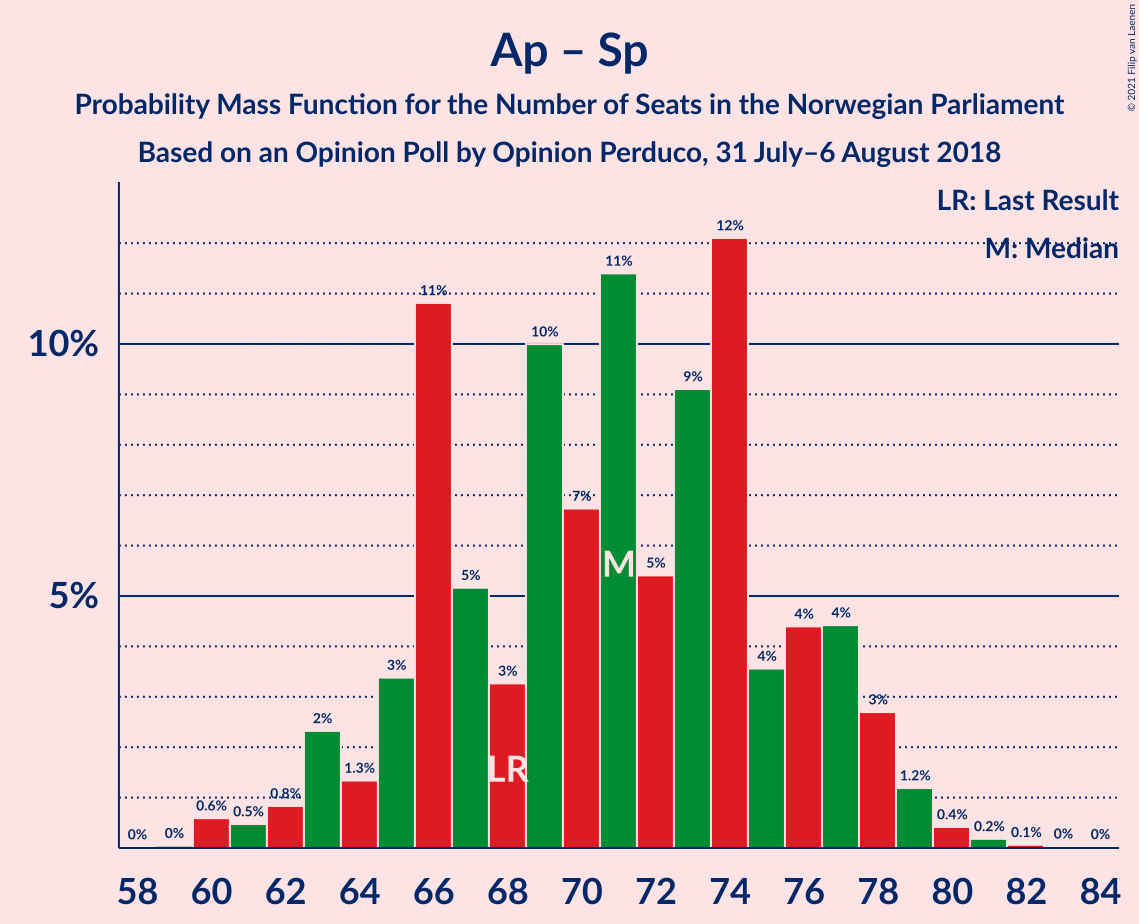 Ap – Sp
Probability Mass Function for the Number of Seats in the Norwegian Parliament
Based on an Opinion Poll by Opinion Perduco, 31 July–6 August 2018
© 2021 Filip van Laenen
LR: Last Result
M: Median
10%
5%
0% 0% 0.6% 0.5% 0.8% 2% 1.3% 3% 11% 5% 3% 10% 7% 11% 5% 9% 12% 4% 4% 4% 3% 1.2% 0.4% 0.2% 0.1% 0% 0%
M
LR
58 60 62 64 66 68 70 72 74 76 78 80 82 84